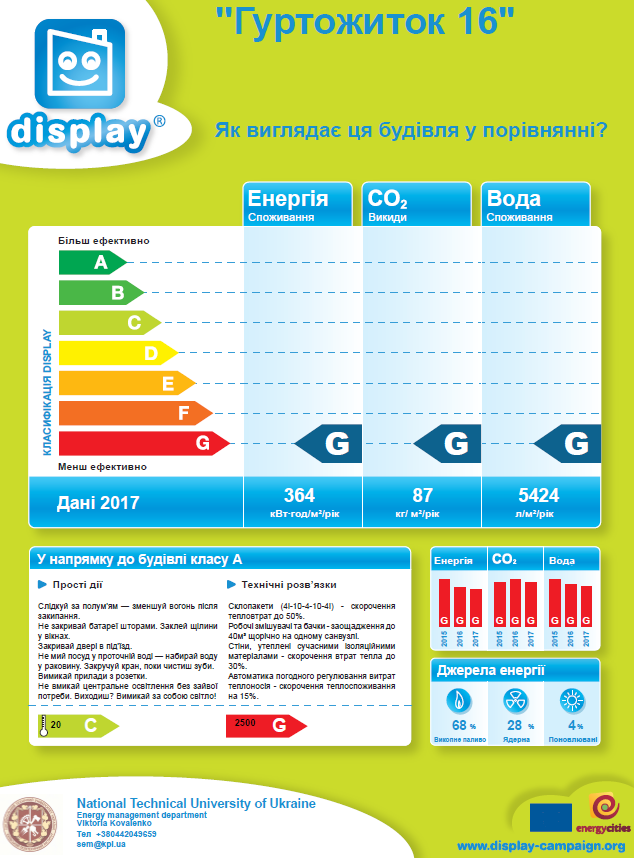 "Гуртожиток 16"
display®
Як виглядає ця будівля у порівнянні?
Енергія
Споживання
CO₂
Викиди
Вода
Споживання
Більш ефективно
A
B
C
D
E
F
G
G
G
G
КЛАСИФІКАЦІЯ DISPLAY
Менш ефективно
Дані 2017
364
кВт·год/м²/рік
87
кг/ м²/рік
5424
л/м²/рік
У напрямку до будівлі класу А
Прості дії
Слідкуй за полум'ям — зменшуй вогонь після
закипання.
Не закривай батареї шторами. Заклей щілини
у вікнах.
Закривай двері в під'їзд.
Не мий посуд у проточній воді — набирай воду
у раковину. Закручуй кран, поки чистиш зуби.
Вимикай прилади з розетки.
Не вмикай центральне освітлення без зайвої
потреби. Виходиш? Вимикай за собою світло!
20
C
Технічні розв'язки
Склопакети (4І-10-4-10-4І) - скорочення
тепловтрат до 50%.
Робочі змішувачі та бачки - заощадження до
40м³ щорічно на одному санвузлі.
Стіни, утеплені сучасними ізоляційними
матеріалами - скорочення втрат тепла до
30%.
Автоматика погодного регулювання витрат
теплоносія - скорочення теплоспоживання
на 15%.
2500
G
Енергія
CO₂
Вода
G G G
G G G
G G G
2015 2016 2017
2015 2016 2017
2015 2016 2017
Джерела енергії
68 %
Викопне паливо
28 %
Ядерна
4 %
Поновлювані
National Technical University of Ukraine
Energy management department
Viktoria Kovalenko
Тел +380442049659
sem@kpi.ua
energycities
www.display-campaign.org